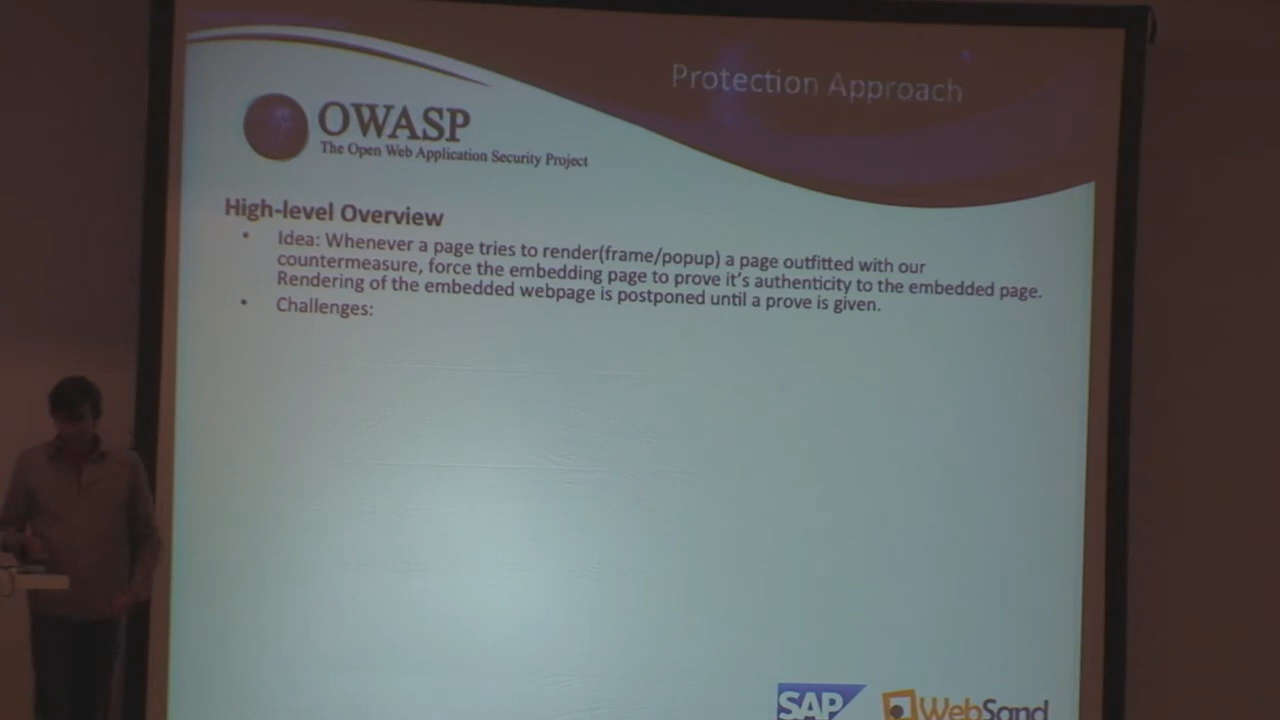 Protection Approach
OWASP
The Open Web Application Security Project
High-level Overview
• Idea: Whenever a page tries to render(frame/popup) a page outfitted with our
countermeasure, force the embedding page to prove it's authenticity to the embedded page.
Rendering of the embedded webpage is postponed until a prove is given.
• Challenges:
SAP
WebSand